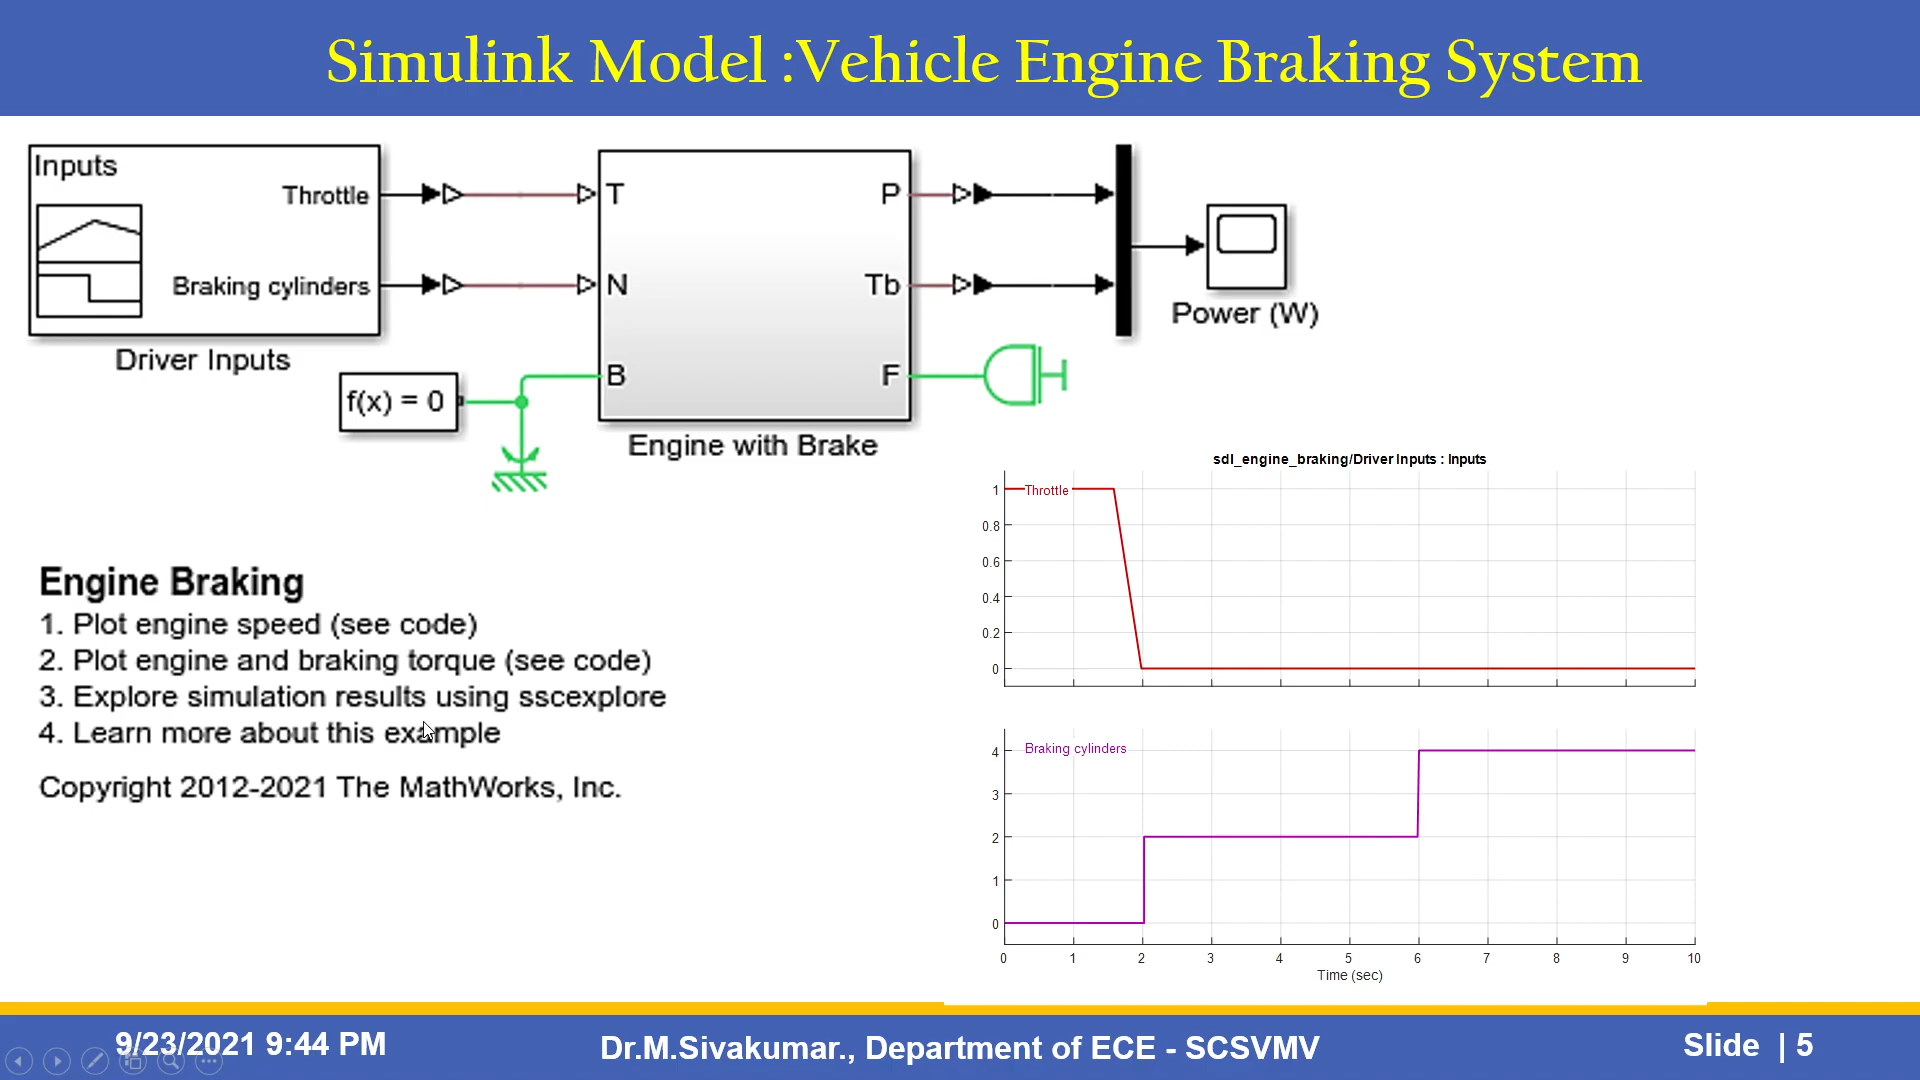 Simulink Model :Vehicle Engine Braking System
Inputs
Throttle
Braking cylinders
Driver Inputs
f(x) = 0
T
N
B
P
Tb
F
Engine with Brake
Power (W)
Engine Braking
1. Plot engine speed (see code)
2. Plot engine and braking torque (see code)
3. Explore simulation results using sscexplore
4. Learn more about this example
Copyright 2012-2021 The MathWorks, Inc.
sdl_engine_braking/Driver Inputs : Inputs
Throttle
1
0.8
0.6
0.4
0.2
0
Braking cylinders
4
3
2
1
0
0 1 2 3 4 5 6 7 8 9 10
Time (sec)
9/23/2021 9:44 PM
Dr.M.Sivakumar., Department of ECE - SCSVMV
Slide | 5